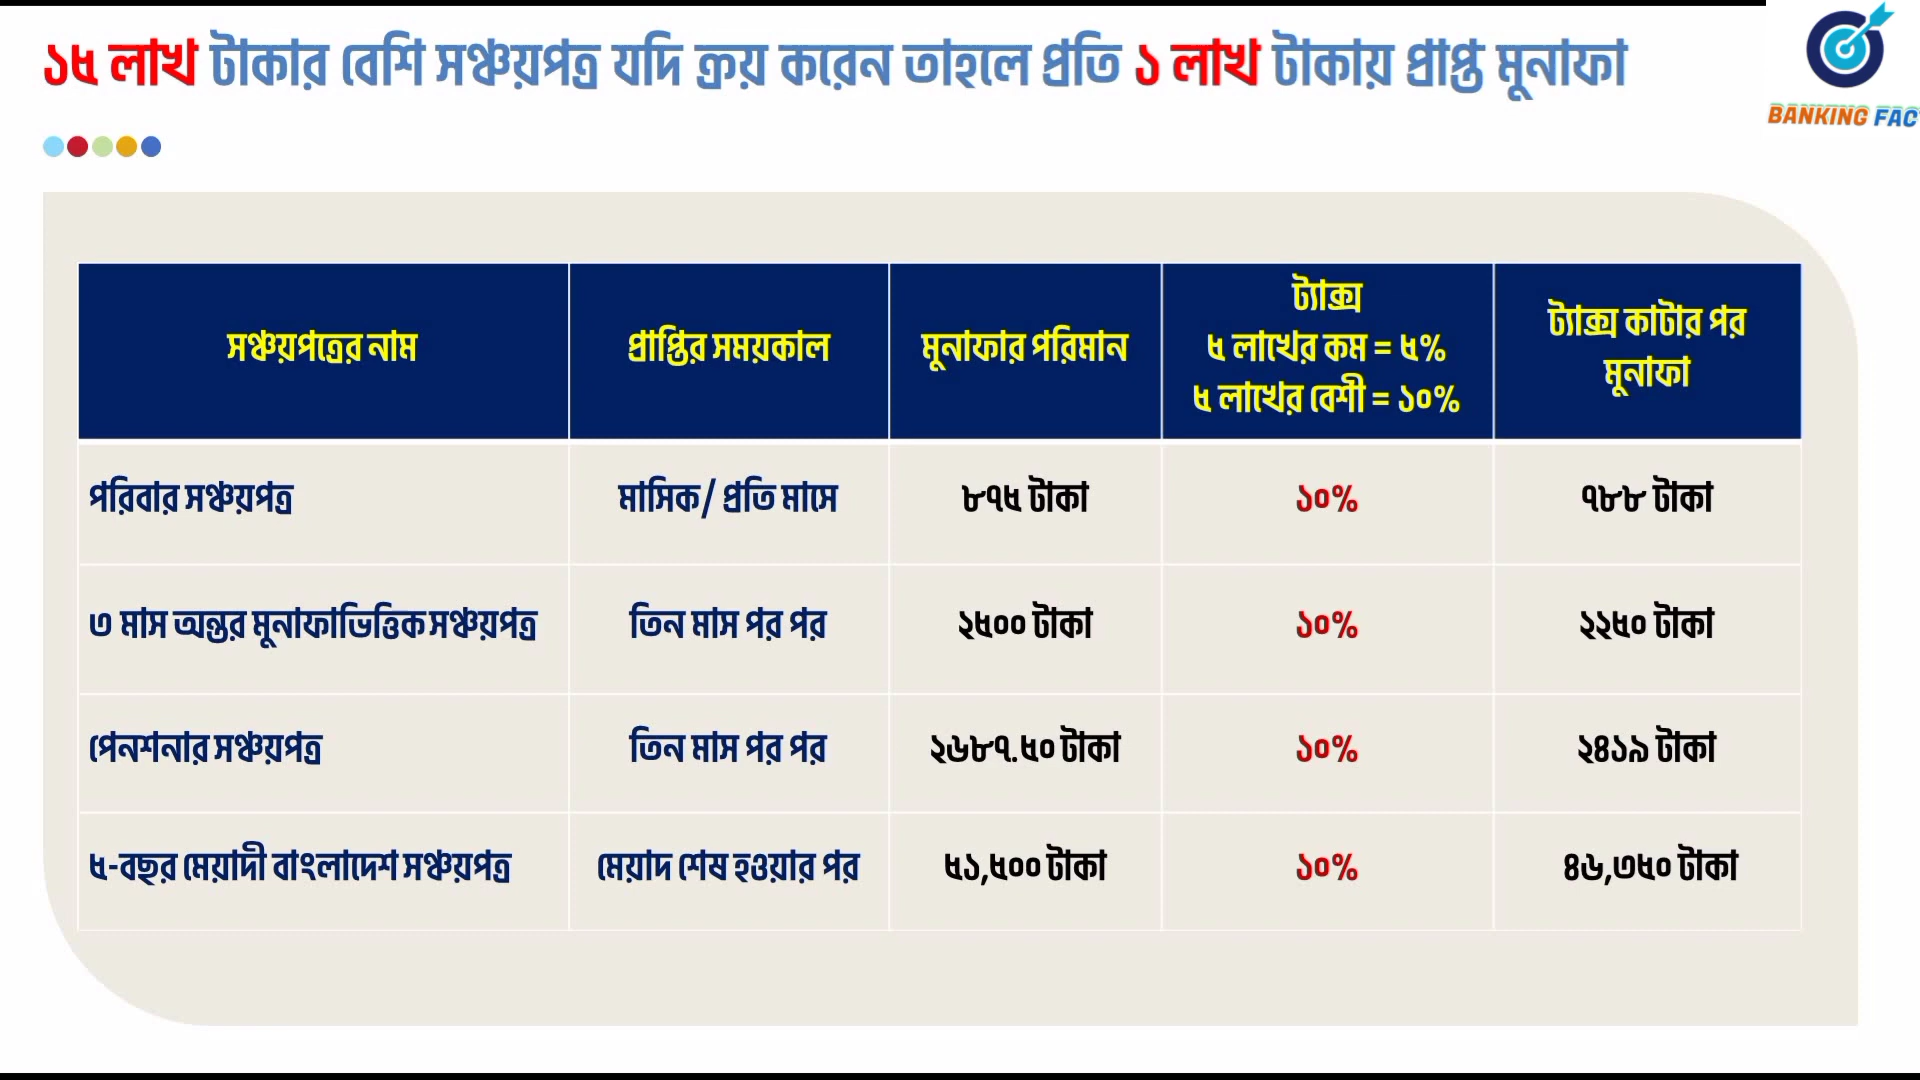 ১৫ লাখ টাকার বেশি সঞ্চয়পত্র যদি ক্রয় করেন তাহলে প্রতি ১ লাখ টাকায় প্রাপ্ত মূনাফা
BANKING FAC
সঞ্চয়পত্রের নাম
প্রাপ্তির সময়কাল
মূনাফার পরিমান
ট্যাক্স
৫ লাখের কম = ৫%
৫ লাখের বেশী = ১০%
ট্যাক্স কাটার পর
মূনাফা
পরিবার সঞ্চয়পত্র
মাসিক/ প্রতি মাসে
৮৭৫ টাকা
১০%
৭৮৮ টাকা
৩ মাস অন্তর মূনাফাভিত্তিক সঞ্চয়পত্র
তিন মাস পর পর
২৫০০ টাকা
১০%
২২৫০ টাকা
পেনশনার সঞ্চয়পত্র
তিন মাস পর পর
২৬৮৭.৫০ টাকা
১০%
২৪১৯ টাকা
৫-বছর মেয়াদী বাংলাদেশ সঞ্চয়পত্র
মেয়াদ শেষ হওয়ার পর
৫১,৫০০ টাকা
১০%
৪৬,৩৫০ টাকা